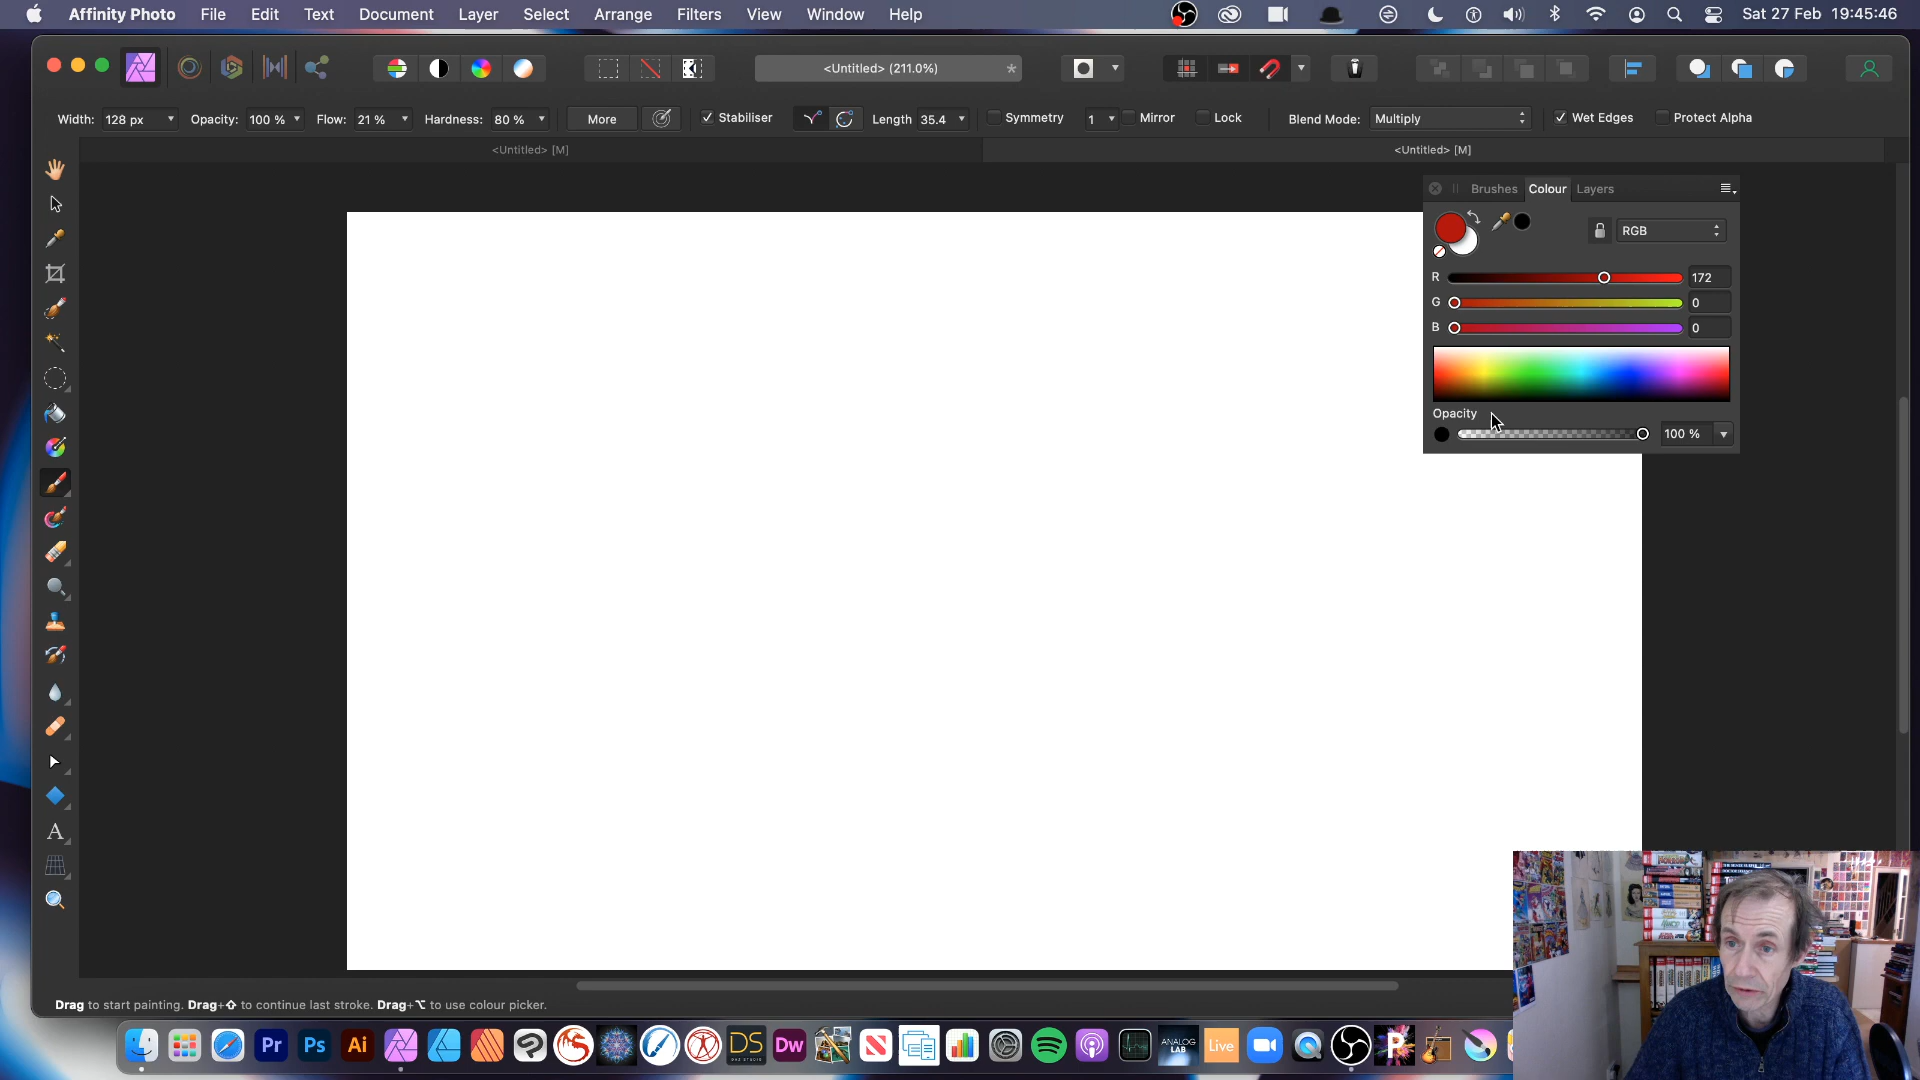 Affinity Photo File Edit Text Document Layer Select Arrange Filters View Window Help Sat 27 Feb 19:45:46
<Untitled> (211.0%) *
Width: 128 px Opacity: 100 % Flow: 21 % Hardness: 80 % More Stabiliser Length 35.4 Symmetry 1 Mirror Lock Blend Mode: Multiply Wet Edges Protect Alpha
<Untitled> [M] <Untitled> [M]
Brushes Colour Layers
RGB
R 172
G 0
B 0
Opacity
100 %
A
Drag to start painting. Drag+⇧ to continue last stroke. Drag+⌥ to use colour picker.
Pr Ps Ai DS Dw ANALOG LAB Live P